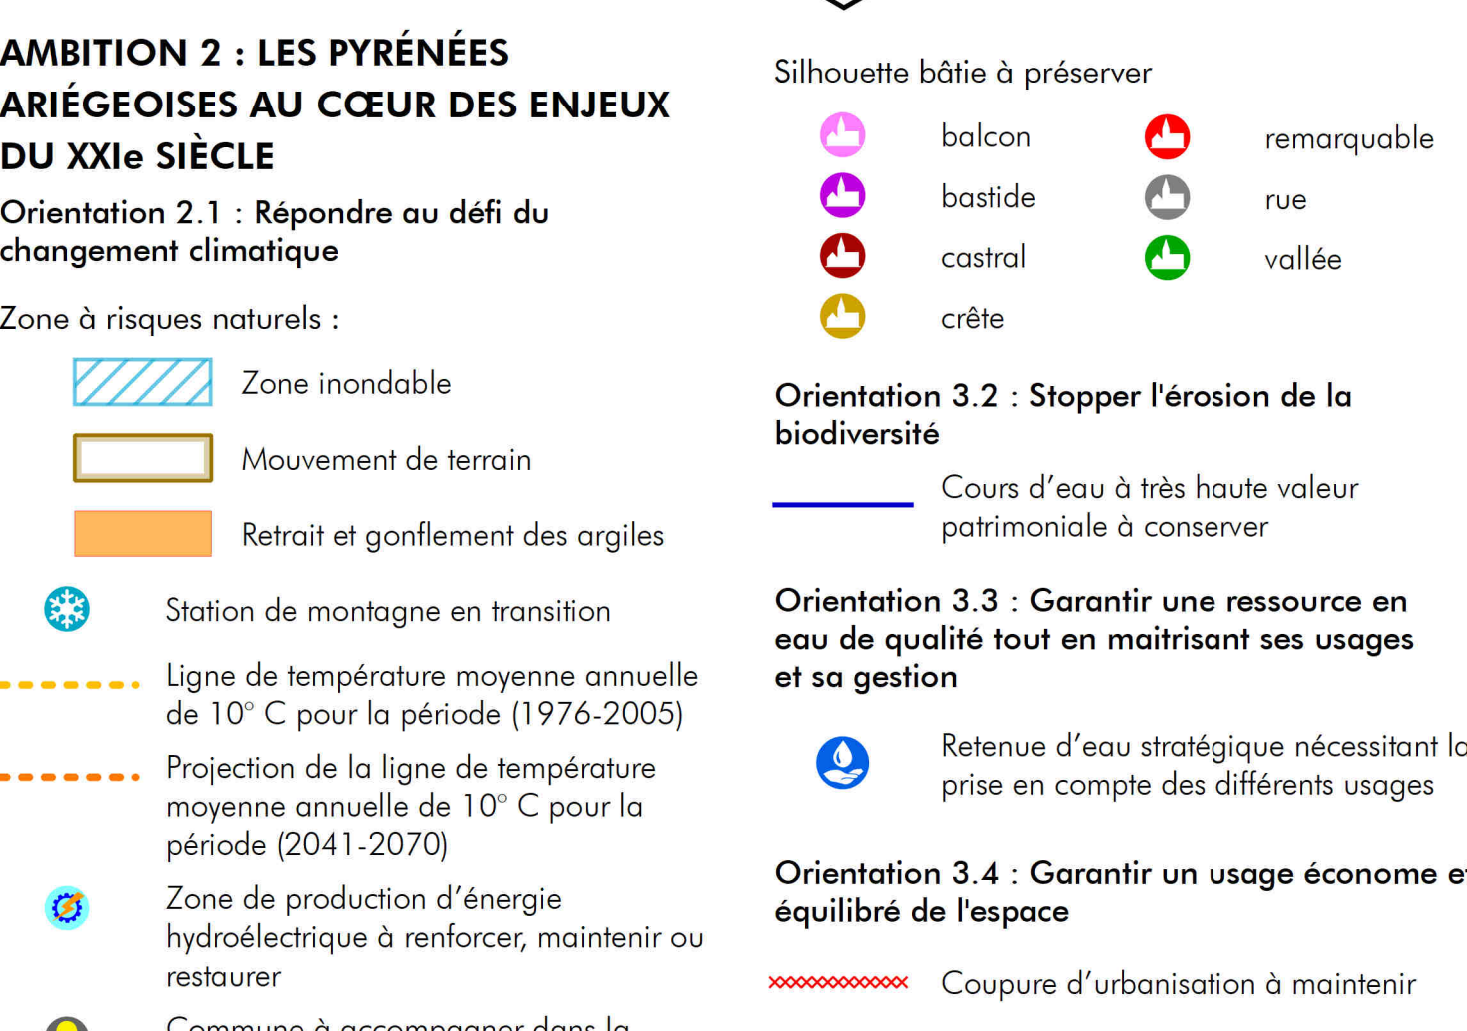 AMBITION 2 : LES PYRÉNÉES
ARIÉGEOISES AU CŒUR DES ENJEUX
DU XXIe SIÈCLE
Orientation 2.1 : Répondre au défi du
changement climatique
Zone à risques naturels :
Zone inondable
Mouvement de terrain
Retrait et gonflement des argiles
Station de montagne en transition
Ligne de température moyenne annuelle
de 10° C pour la période (1976-2005)
Projection de la ligne de température
moyenne annuelle de 10° C pour la
période (2041-2070)
Zone de production d’énergie
hydroélectrique à renforcer, maintenir ou
restaurer
Commune à accompagner dans la
Silhouette bâtie à préserver
balcon
bastide
castral
crête
remarquable
rue
vallée
Orientation 3.2 : Stopper l'érosion de la
biodiversité
Cours d’eau à très haute valeur
patrimoniale à conserver
Orientation 3.3 : Garantir une ressource en
eau de qualité tout en maitrisant ses usages
et sa gestion
Retenue d’eau stratégique nécessitant la
prise en compte des différents usages
Orientation 3.4 : Garantir un usage économe et
équilibré de l'espace
Coupure d’urbanisation à maintenir